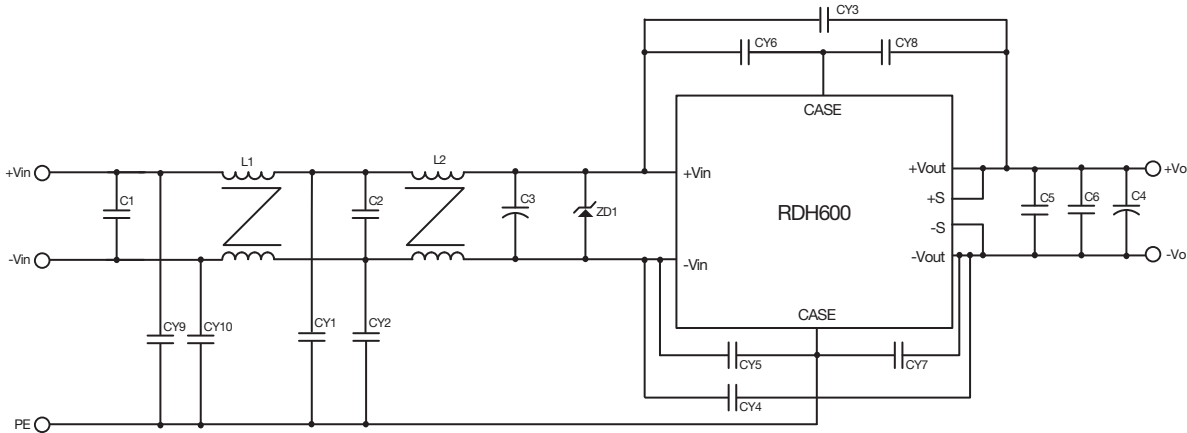 CY3
CY6
CY8
CASE
+Vin
L1
L2
+Vin
+Vout
+Vo
C1
C2
C3
ZD1
RDH600
+S
C5
C6
C4
-S
-Vin
-Vin
-Vout
-Vo
CASE
CY9
CY10
CY1
CY2
CY5
CY7
CY4
PE